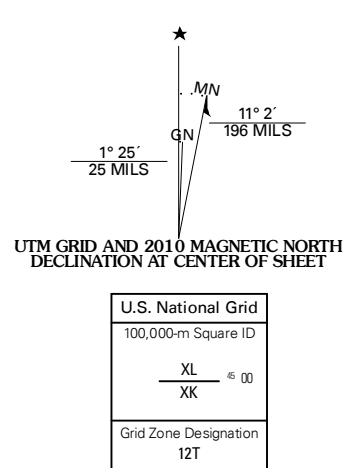 ★
MN
GN
11° 2´
196 MILS
1° 25´
25 MILS
UTM GRID AND 2010 MAGNETIC NORTH
DECLINATION AT CENTER OF SHEET
U.S. National Grid
100,000-m Square ID
XL
45 00
XK
Grid Zone Designation
12T